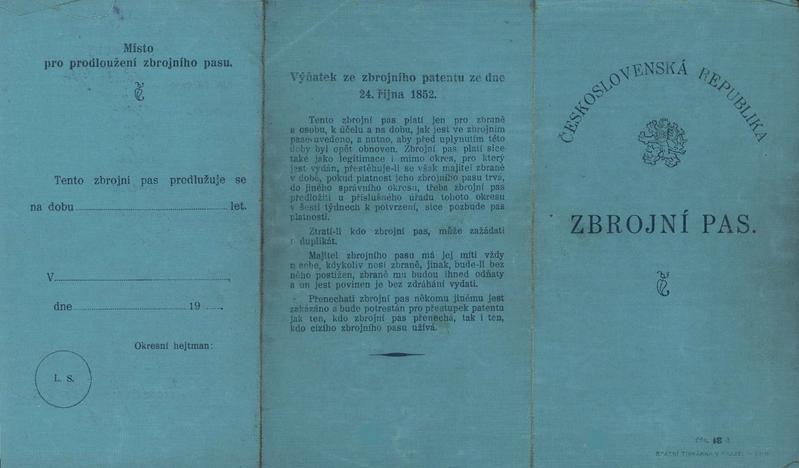 Místo
pro prodloužení zbrojního pasu.
Tento zbrojní pas prodlužuje se
na dobu let.
V
dne 19
Okresní hejtman:
L. S.
Výňatek ze zbrojního patentu ze dne
24. října 1852.
Tento zbrojní pas platí jen pro zbraně
a osobu, k účelu a na dobu, jak jest ve zbrojním
pase uvedeno, a nutno, aby před uplynutím této
doby byl opět obnoven. Zbrojní pas platí sice
také jako legitimace i mimo okres, pro který
jest vydán, přestěhuje-li se však majitel zbraně
v době, pokud platnost jeho zbrojního pasu trvá,
do jiného správního okresu, třeba zbrojní pas
předložiti u příslušného úřadu tohoto okresu
v šesti týdnech k potvrzení, sice pozbude pas
platnosti.
Ztratí-li kdo zbrojní pas, může zažádati
o duplikát.
Majitel zbrojního pasu má jej míti vždy
u sebe, kdykoliv nosí zbraně, jinak, bude-li bez
něho postižen, zbraně mu budou ihned odňaty
a on jest povinen je bez zdráhání vydati.
Přenechati zbrojní pas někomu jinému jest
zakázáno a bude potrestán pro přestupek patentu
jak ten, kdo zbrojní pas přenechá, tak i ten,
kdo cizího zbrojního pasu užívá.
ČESKOSLOVENSKÁ REPUBLIKA
ZBROJNÍ PAS.
STÁTNÍ TISKÁRNA V PRAZE.